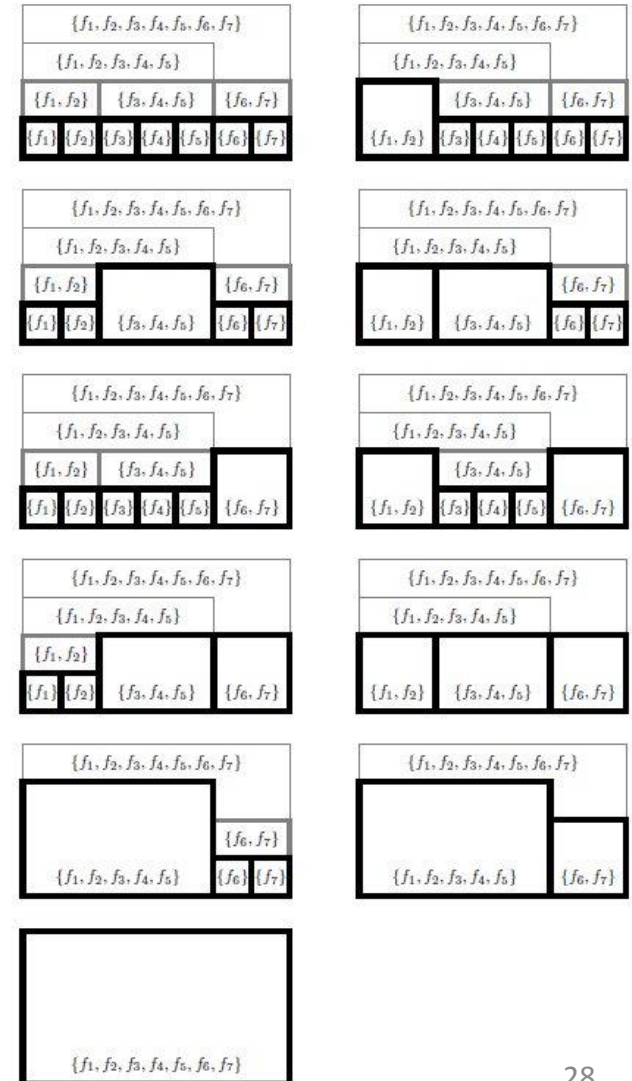 {f₁, f₂, f₃, f₄, f₅, f₆, f₇}
{f₁, f₂, f₃, f₄, f₅}
{f₁, f₂} {f₃, f₄, f₅} {f₆, f₇}
{f₁} {f₂} {f₃} {f₄} {f₅} {f₆} {f₇}
{f₁, f₂, f₃, f₄, f₅, f₆, f₇}
{f₁, f₂, f₃, f₄, f₅}
{f₃, f₄, f₅} {f₆, f₇}
{f₁, f₂} {f₃} {f₄} {f₅} {f₆} {f₇}
{f₁, f₂, f₃, f₄, f₅, f₆, f₇}
{f₁, f₂, f₃, f₄, f₅}
{f₁, f₂} {f₆, f₇}
{f₁} {f₂} {f₃, f₄, f₅} {f₆} {f₇}
{f₁, f₂, f₃, f₄, f₅, f₆, f₇}
{f₁, f₂, f₃, f₄, f₅}
{f₆, f₇}
{f₁, f₂} {f₃, f₄, f₅} {f₆} {f₇}
{f₁, f₂, f₃, f₄, f₅, f₆, f₇}
{f₁, f₂, f₃, f₄, f₅}
{f₁, f₂} {f₃, f₄, f₅}
{f₁} {f₂} {f₃} {f₄} {f₅} {f₆, f₇}
{f₁, f₂, f₃, f₄, f₅, f₆, f₇}
{f₁, f₂, f₃, f₄, f₅}
{f₃, f₄, f₅}
{f₁, f₂} {f₃} {f₄} {f₅} {f₆, f₇}
{f₁, f₂, f₃, f₄, f₅, f₆, f₇}
{f₁, f₂, f₃, f₄, f₅}
{f₁, f₂}
{f₁} {f₂} {f₃, f₄, f₅} {f₆, f₇}
{f₁, f₂, f₃, f₄, f₅, f₆, f₇}
{f₁, f₂, f₃, f₄, f₅}
{f₁, f₂} {f₃, f₄, f₅} {f₆, f₇}
{f₁, f₂, f₃, f₄, f₅, f₆, f₇}
{f₆, f₇}
{f₁, f₂, f₃, f₄, f₅} {f₆} {f₇}
{f₁, f₂, f₃, f₄, f₅, f₆, f₇}
{f₁, f₂, f₃, f₄, f₅} {f₆, f₇}
{f₁, f₂, f₃, f₄, f₅, f₆, f₇}
28